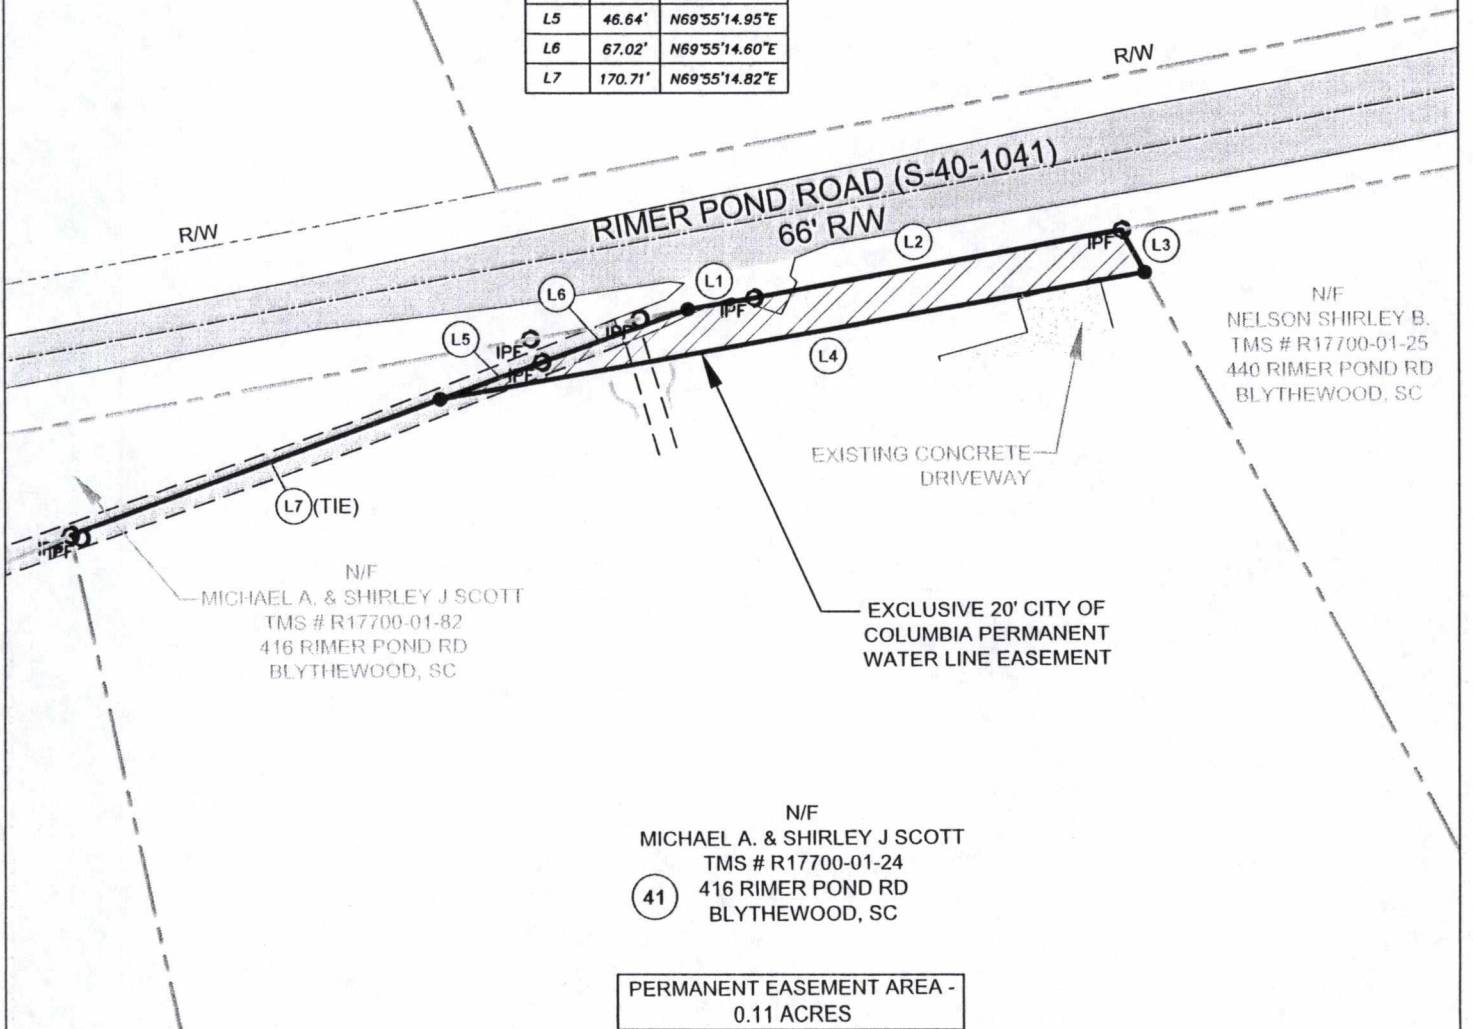 L5 46.64' N69°55'14.95"E
L6 67.02' N69°55'14.60"E
L7 170.71' N69°55'14.82"E
R/W
R/W
RIMER POND ROAD (S-40-1041)
66' R/W
L2
IPF
L3
L1
IPF
L6
IPF
L5
IPF
IPF
L4
N/F
NELSON SHIRLEY B.
TMS # R17700-01-25
440 RIMER POND RD
BLYTHEWOOD, SC
EXISTING CONCRETE
DRIVEWAY
L7 (TIE)
IPF
N/F
MICHAEL A. & SHIRLEY J SCOTT
TMS # R17700-01-82
416 RIMER POND RD
BLYTHEWOOD, SC
EXCLUSIVE 20' CITY OF
COLUMBIA PERMANENT
WATER LINE EASEMENT
N/F
MICHAEL A. & SHIRLEY J SCOTT
TMS # R17700-01-24
41 416 RIMER POND RD
BLYTHEWOOD, SC
PERMANENT EASEMENT AREA -
0.11 ACRES